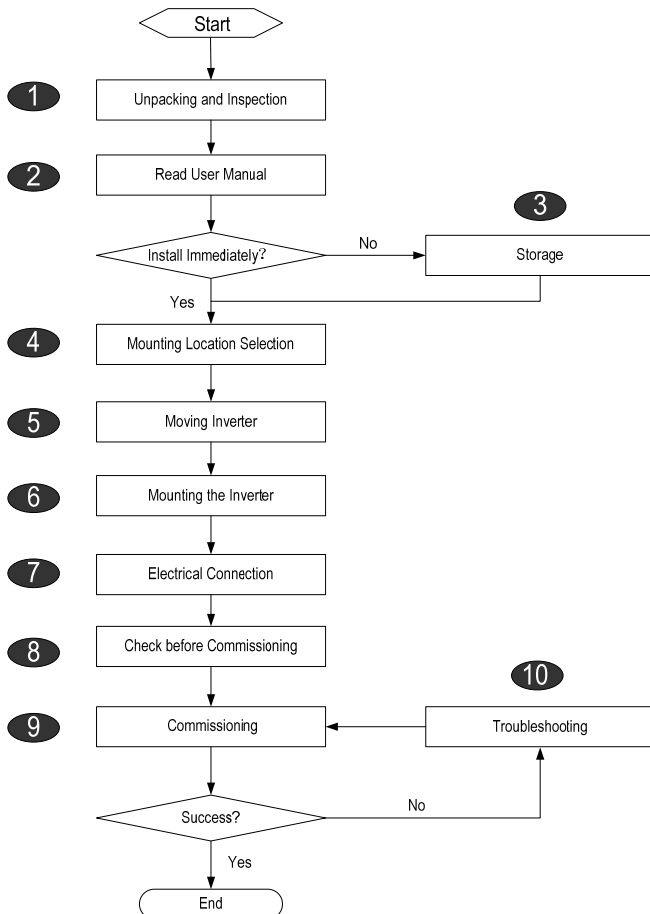 Start
1
Unpacking and Inspection
2
Read User Manual
3
Install Immediately?
No
Storage
Yes
4
Mounting Location Selection
5
Moving Inverter
6
Mounting the Inverter
7
Electrical Connection
8
Check before Commissioning
10
9
Commissioning
Troubleshooting
Success?
No
Yes
End